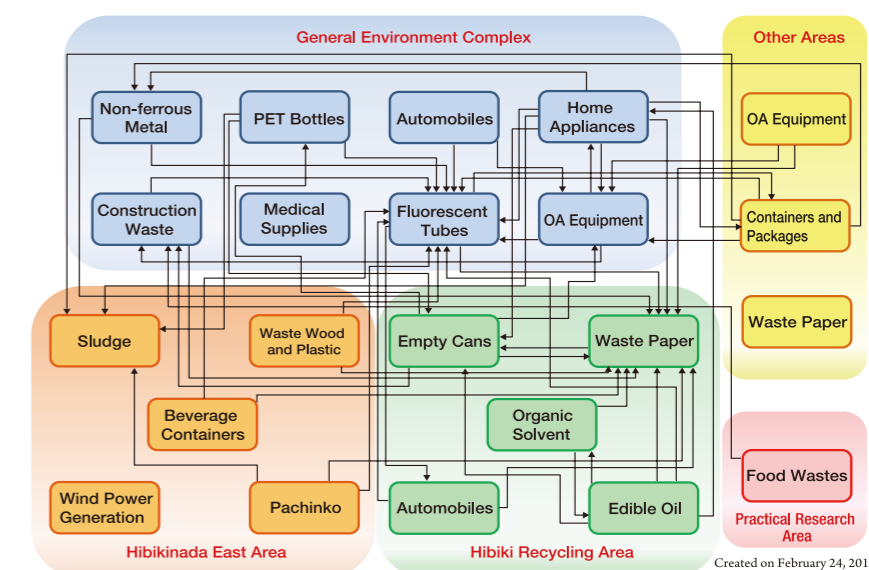 General Environment Complex
Other Areas
Non-ferrous
Metal
PET Bottles
Automobiles
Home
Appliances
OA Equipment
Construction
Waste
Medical
Supplies
Fluorescent
Tubes
OA Equipment
Containers and
Packages
Sludge
Waste Wood
and Plastic
Empty Cans
Waste Paper
Waste Paper
Beverage
Containers
Organic
Solvent
Food Wastes
Wind Power
Generation
Pachinko
Automobiles
Edible Oil
Practical Research
Area
Hibikinada East Area
Hibiki Recycling Area
Created on February 24, 201